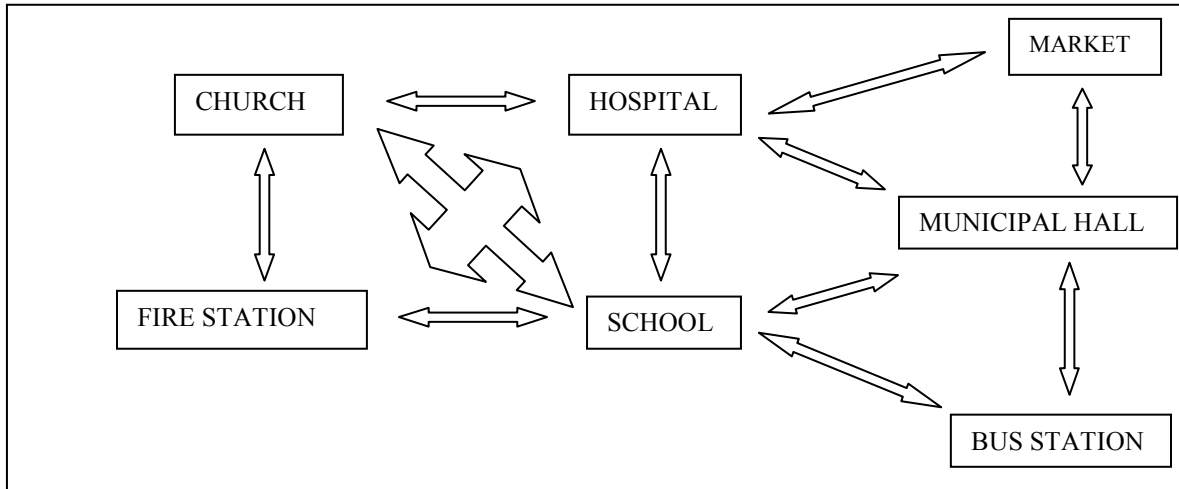 MARKET
CHURCH
HOSPITAL
MUNICIPAL HALL
FIRE STATION
SCHOOL
BUS STATION